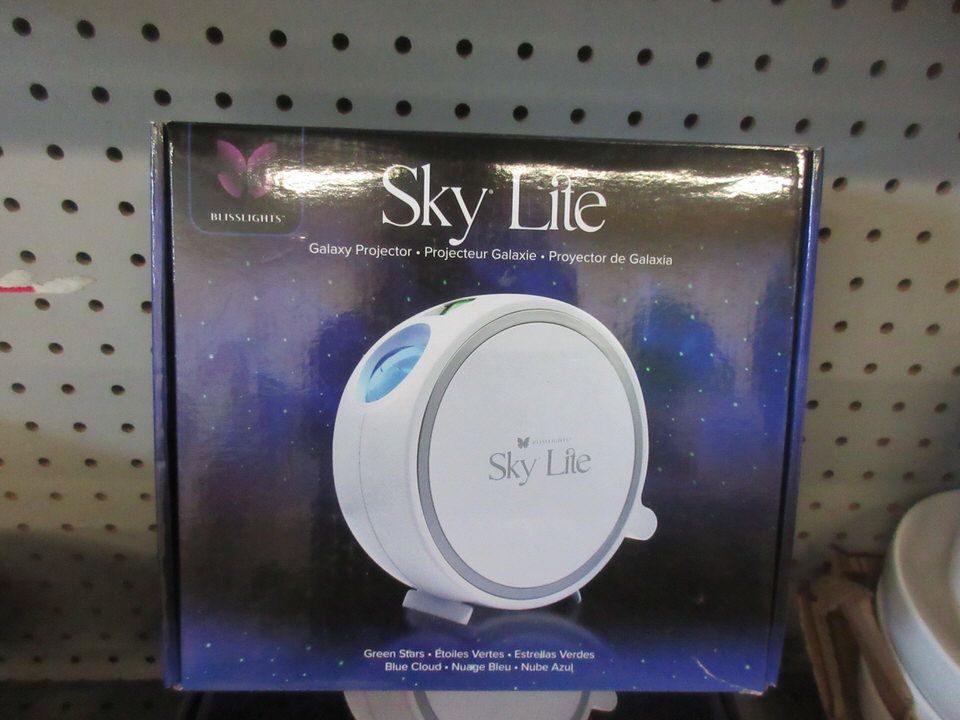 BLISSLIGHTS™
Sky® Lite
Galaxy Projector • Projecteur Galaxie • Proyector de Galaxia
BLISSLIGHTS
Sky Lite
Green Stars • Étoiles Vertes • Estrellas Verdes
Blue Cloud • Nuage Bleu • Nube Azul